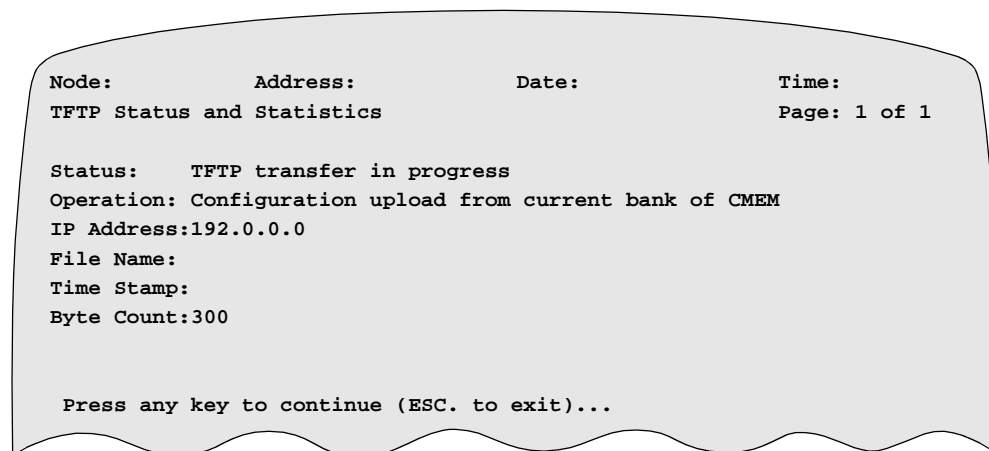 Node: Address: Date: Time:
TFTP Status and Statistics Page: 1 of 1
Status: TFTP transfer in progress
Operation: Configuration upload from current bank of CMEM
IP Address:192.0.0.0
File Name:
Time Stamp:
Byte Count:300
Press any key to continue (ESC. to exit)...